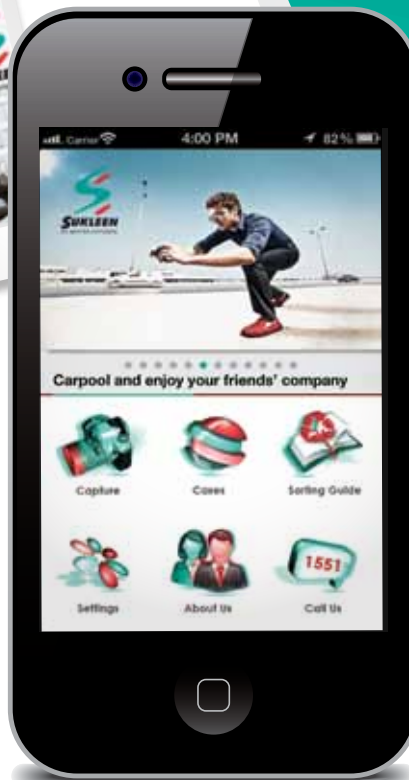 Carrier 4:00 PM 82%
SUKLEEN
Carpool and enjoy your friends' company
Capture Cases Sorting Guide
1551
Settings About Us Call Us